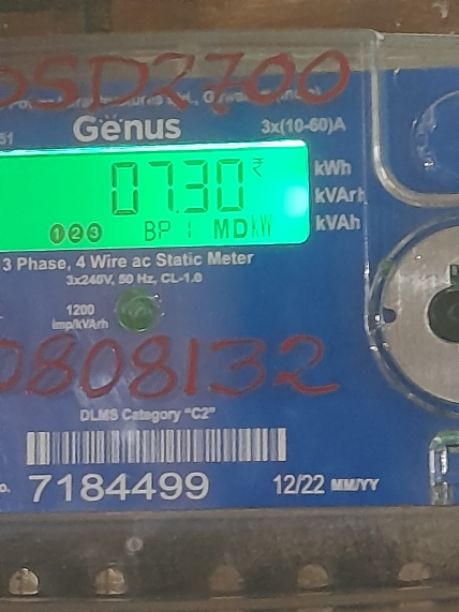 DSD2700
Genus
51
3x(10-60)A
07.30 ₹
kWh
kVArh
kVAh
1 2 3 BP 1 MD kW
3 Phase, 4 Wire ac Static Meter
3x240V, 50 Hz, CL-1.0
1200
imp/kVArh
0808132
DLMS Category "C2"
o. 7184499
12/22 MM/YY